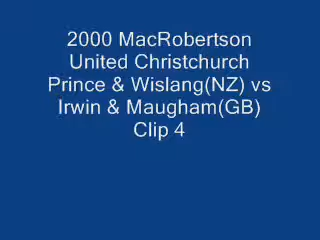 2000 MacRobertson
United Christchurch
Prince & Wislang(NZ) vs
Irwin & Maugham(GB)
Clip 4